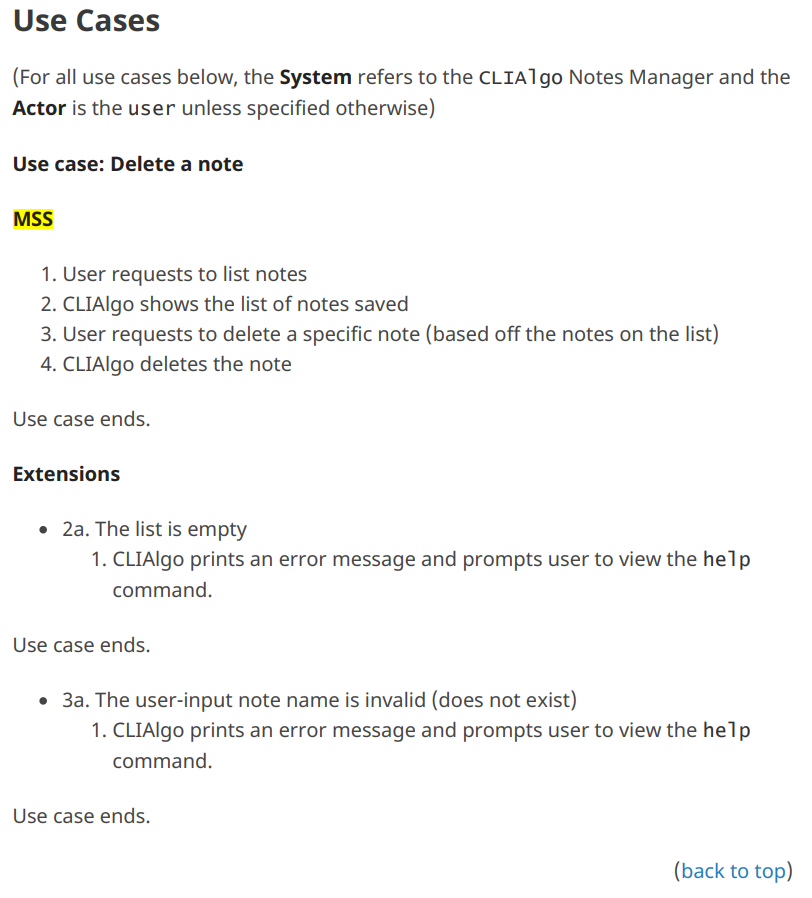 Use Cases
(For all use cases below, the System refers to the CLIAlgo Notes Manager and the
Actor is the user unless specified otherwise)
Use case: Delete a note
MSS
1. User requests to list notes
2. CLIAlgo shows the list of notes saved
3. User requests to delete a specific note (based off the notes on the list)
4. CLIAlgo deletes the note
Use case ends.
Extensions
• 2a. The list is empty
1. CLIAlgo prints an error message and prompts user to view the help
command.
Use case ends.
• 3a. The user-input note name is invalid (does not exist)
1. CLIAlgo prints an error message and prompts user to view the help
command.
Use case ends.
(back to top)